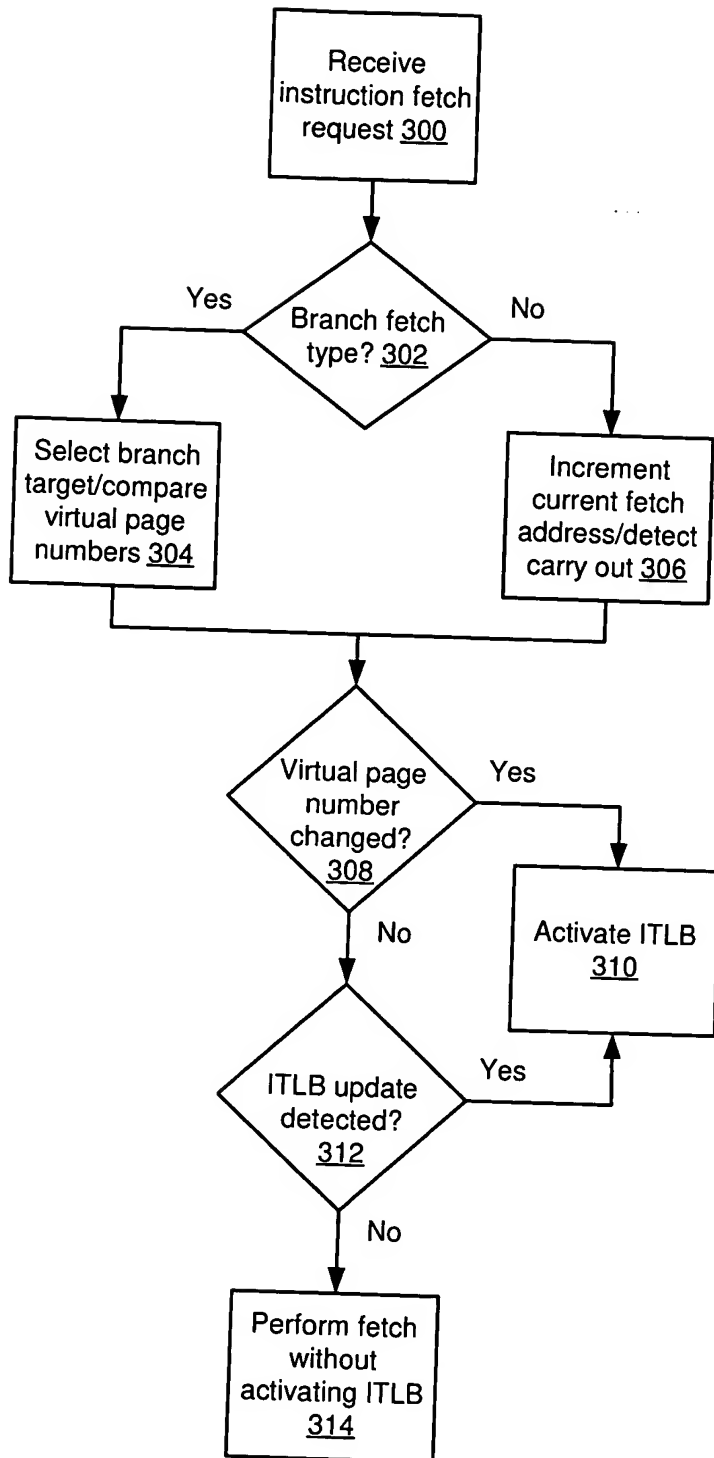 Receive
instruction fetch
request 300
Branch fetch
type? 302
Yes
No
Select branch
target/compare
virtual page
numbers 304
Increment
current fetch
address/detect
carry out 306
Virtual page
number
changed?
308
Yes
No
Activate ITLB
310
ITLB update
detected?
312
Yes
No
Perform fetch
without
activating ITLB
314